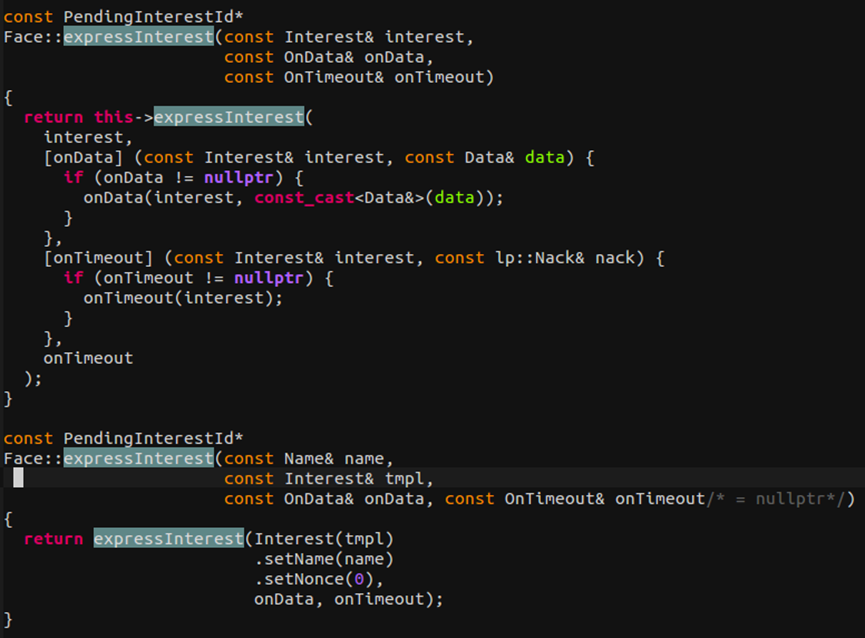 const PendingInterestId*
Face::expressInterest(const Interest& interest,
                      const OnData& onData,
                      const OnTimeout& onTimeout)
{
  return this->expressInterest(
    interest,
    [onData] (const Interest& interest, const Data& data) {
      if (onData != nullptr) {
        onData(interest, const_cast<Data&>(data));
      }
    },
    [onTimeout] (const Interest& interest, const lp::Nack& nack) {
      if (onTimeout != nullptr) {
        onTimeout(interest);
      }
    },
    onTimeout
  );
}

const PendingInterestId*
Face::expressInterest(const Name& name,
                      const Interest& tmpl,
                      const OnData& onData, const OnTimeout& onTimeout/* = nullptr*/)
{
  return expressInterest(Interest(tmpl)
                         .setName(name)
                         .setNonce(0),
                         onData, onTimeout);
}